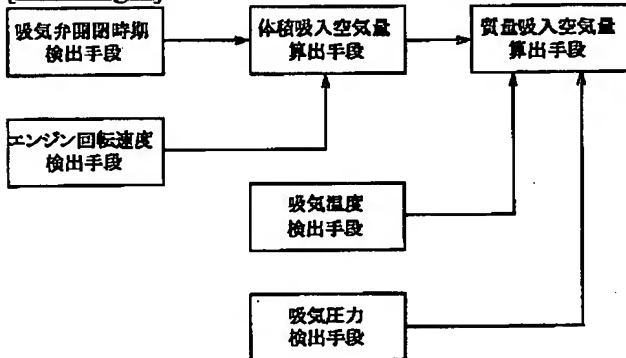 吸気弁開閉時期
検出手段
体積吸入空気量
算出手段
質量吸入空気量
算出手段
エンジン回転速度
検出手段
吸気温度
検出手段
吸気圧力
検出手段